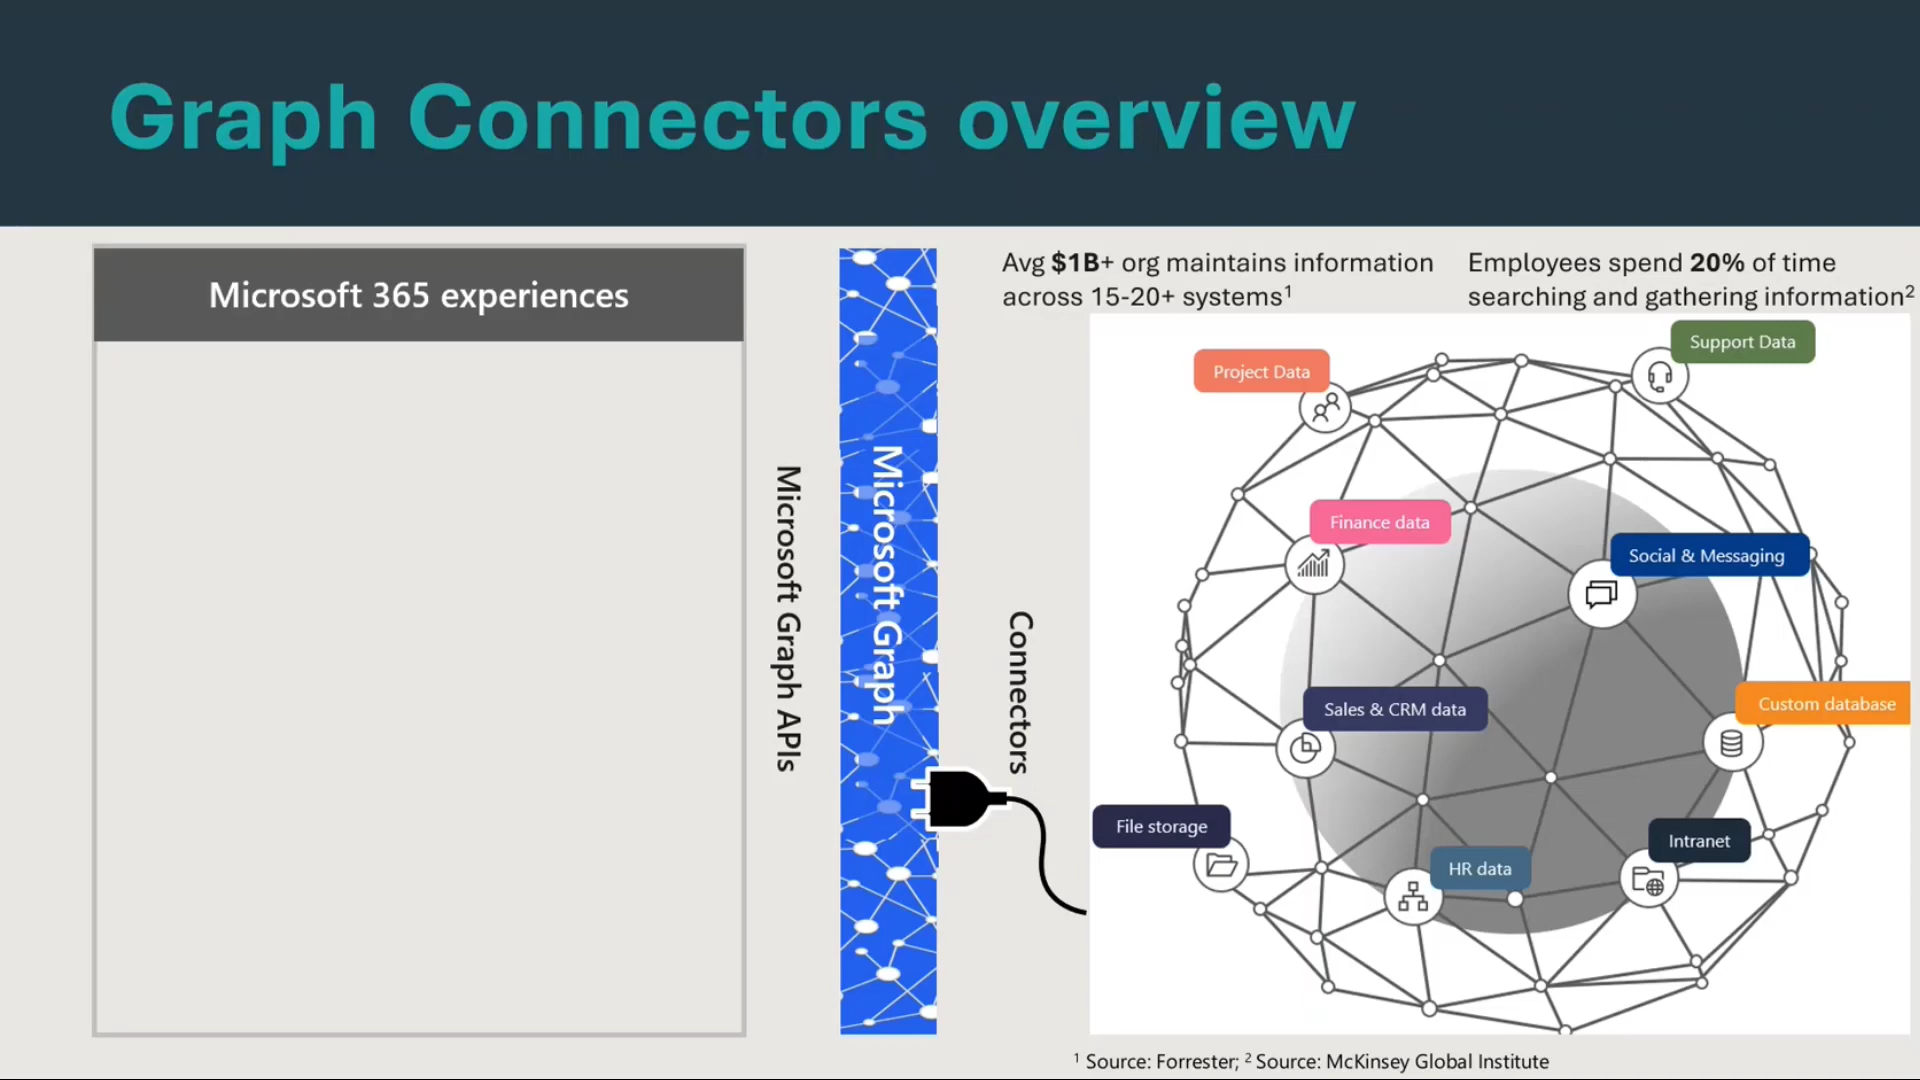 Graph Connectors overview
Microsoft 365 experiences
Microsoft Graph APIs
Microsoft Graph
Connectors
Avg $1B+ org maintains information
across 15-20+ systems¹
Employees spend 20% of time
searching and gathering information²
Support Data
Project Data
Finance data
Social & Messaging
Sales & CRM data
Custom database
File storage
Intranet
HR data
¹ Source: Forrester; ² Source: McKinsey Global Institute